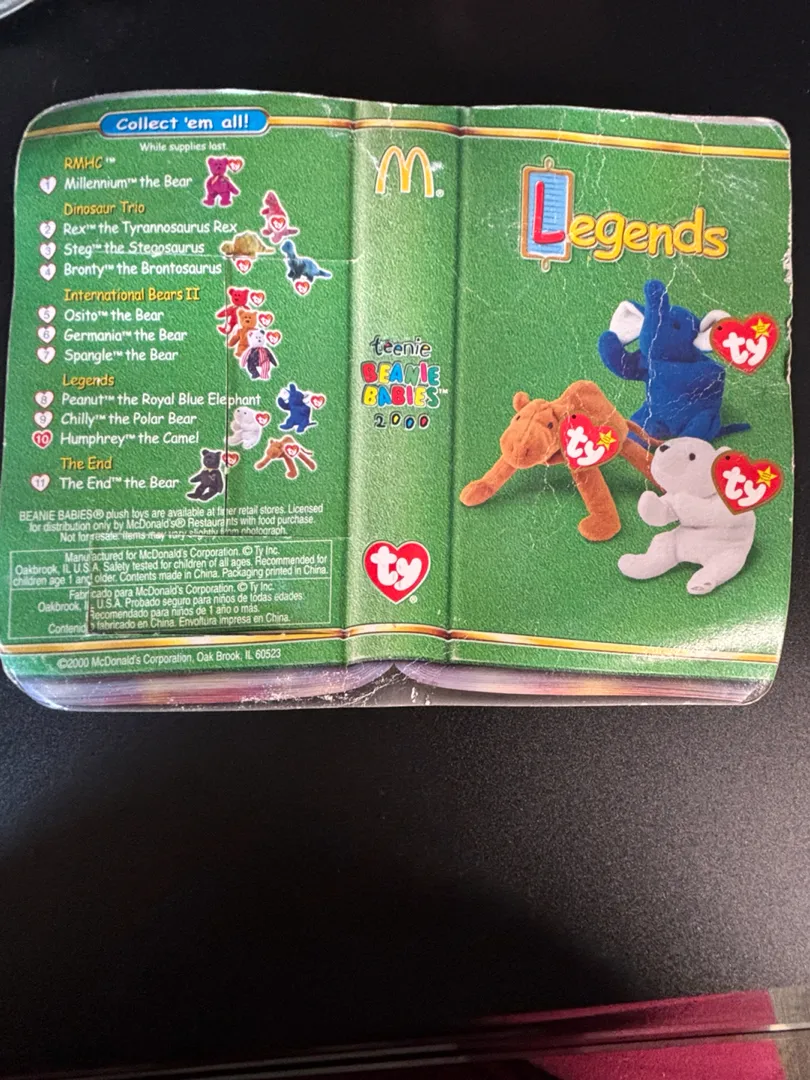 Collect 'em all!
While supplies last.
RMHC™
1 Millennium™ the Bear
Dinosaur Trio
2 Rex™ the Tyrannosaurus Rex
3 Steg™ the Stegosaurus
4 Bronty™ the Brontosaurus
International Bears II
5 Osito™ the Bear
6 Germania™ the Bear
7 Spangle™ the Bear
Legends
8 Peanut™ the Royal Blue Elephant
9 Chilly™ the Polar Bear
10 Humphrey™ the Camel
The End
11 The End™ the Bear
BEANIE BABIES® plush toys are available at finer retail stores. Licensed
for distribution only by McDonald's® Restaurants with food purchase.
Not for resale. Items may vary slightly from photograph.
Manufactured for McDonald's Corporation. © Ty Inc.
Oakbrook, IL U.S.A. Safety tested for children of all ages. Recommended for
children age 1 and older. Contents made in China. Packaging printed in China.
Fabricado para McDonald's Corporation. © Ty Inc.
Oakbrook, IL U.S.A. Probado seguro para niños de todas edades.
Recomendado para niños de 1 año o más.
Contenido fabricado en China. Envoltura impresa en China.
©2000 McDonald's Corporation, Oak Brook, IL 60523
M®
teenie
BEANIE
BABIES™
2000
ty®
Legends
ty
ty
ty